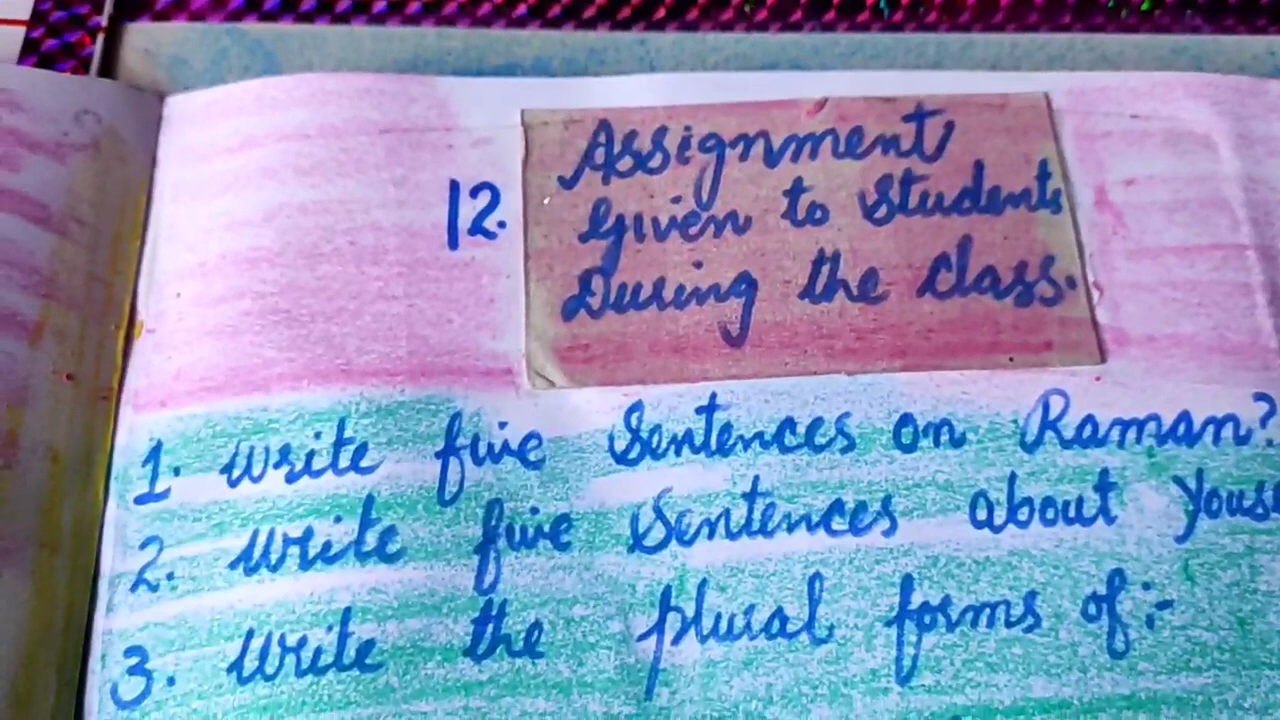 12.
Assignment
Given to Students
During the Class.
1. Write five Sentences on Raman?
2. Write five Sentences about
3. Write the plural forms of:-